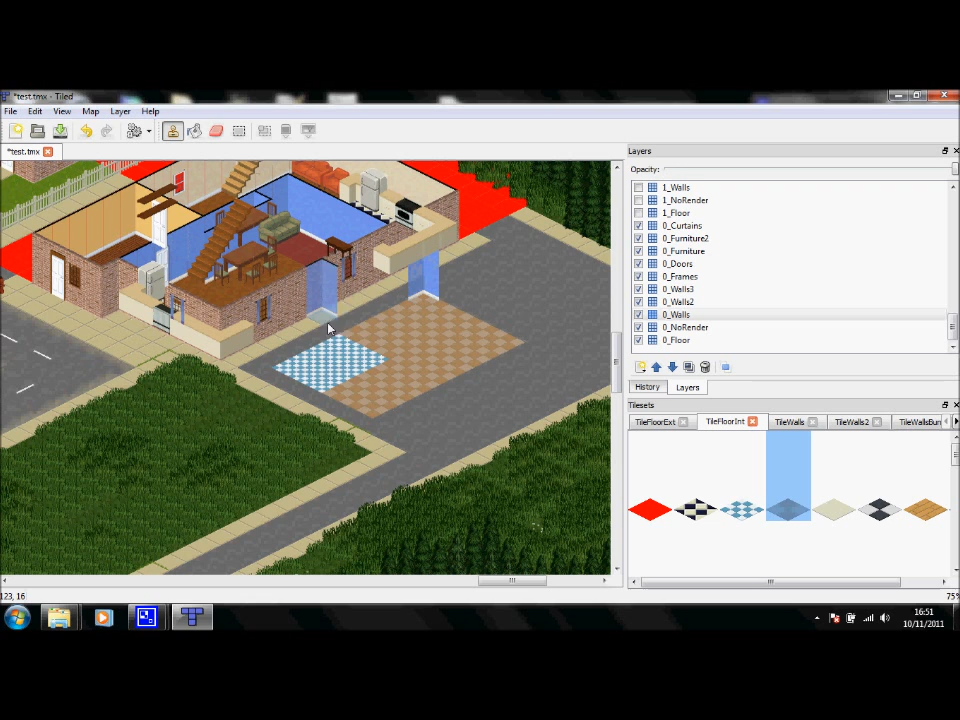 *test.tmx - Tiled
File Edit View Map Layer Help
*test.tmx
Layers
Opacity:
1_Walls
1_NoRender
1_Floor
0_Curtains
0_Furniture2
0_Furniture
0_Doors
0_Frames
0_Walls3
0_Walls2
0_Walls
0_NoRender
0_Floor
History Layers
Tilesets
TileFloorExt TileFloorInt TileWalls TileWalls2 TileWallsBun
123, 16
75%
16:51
10/11/2011